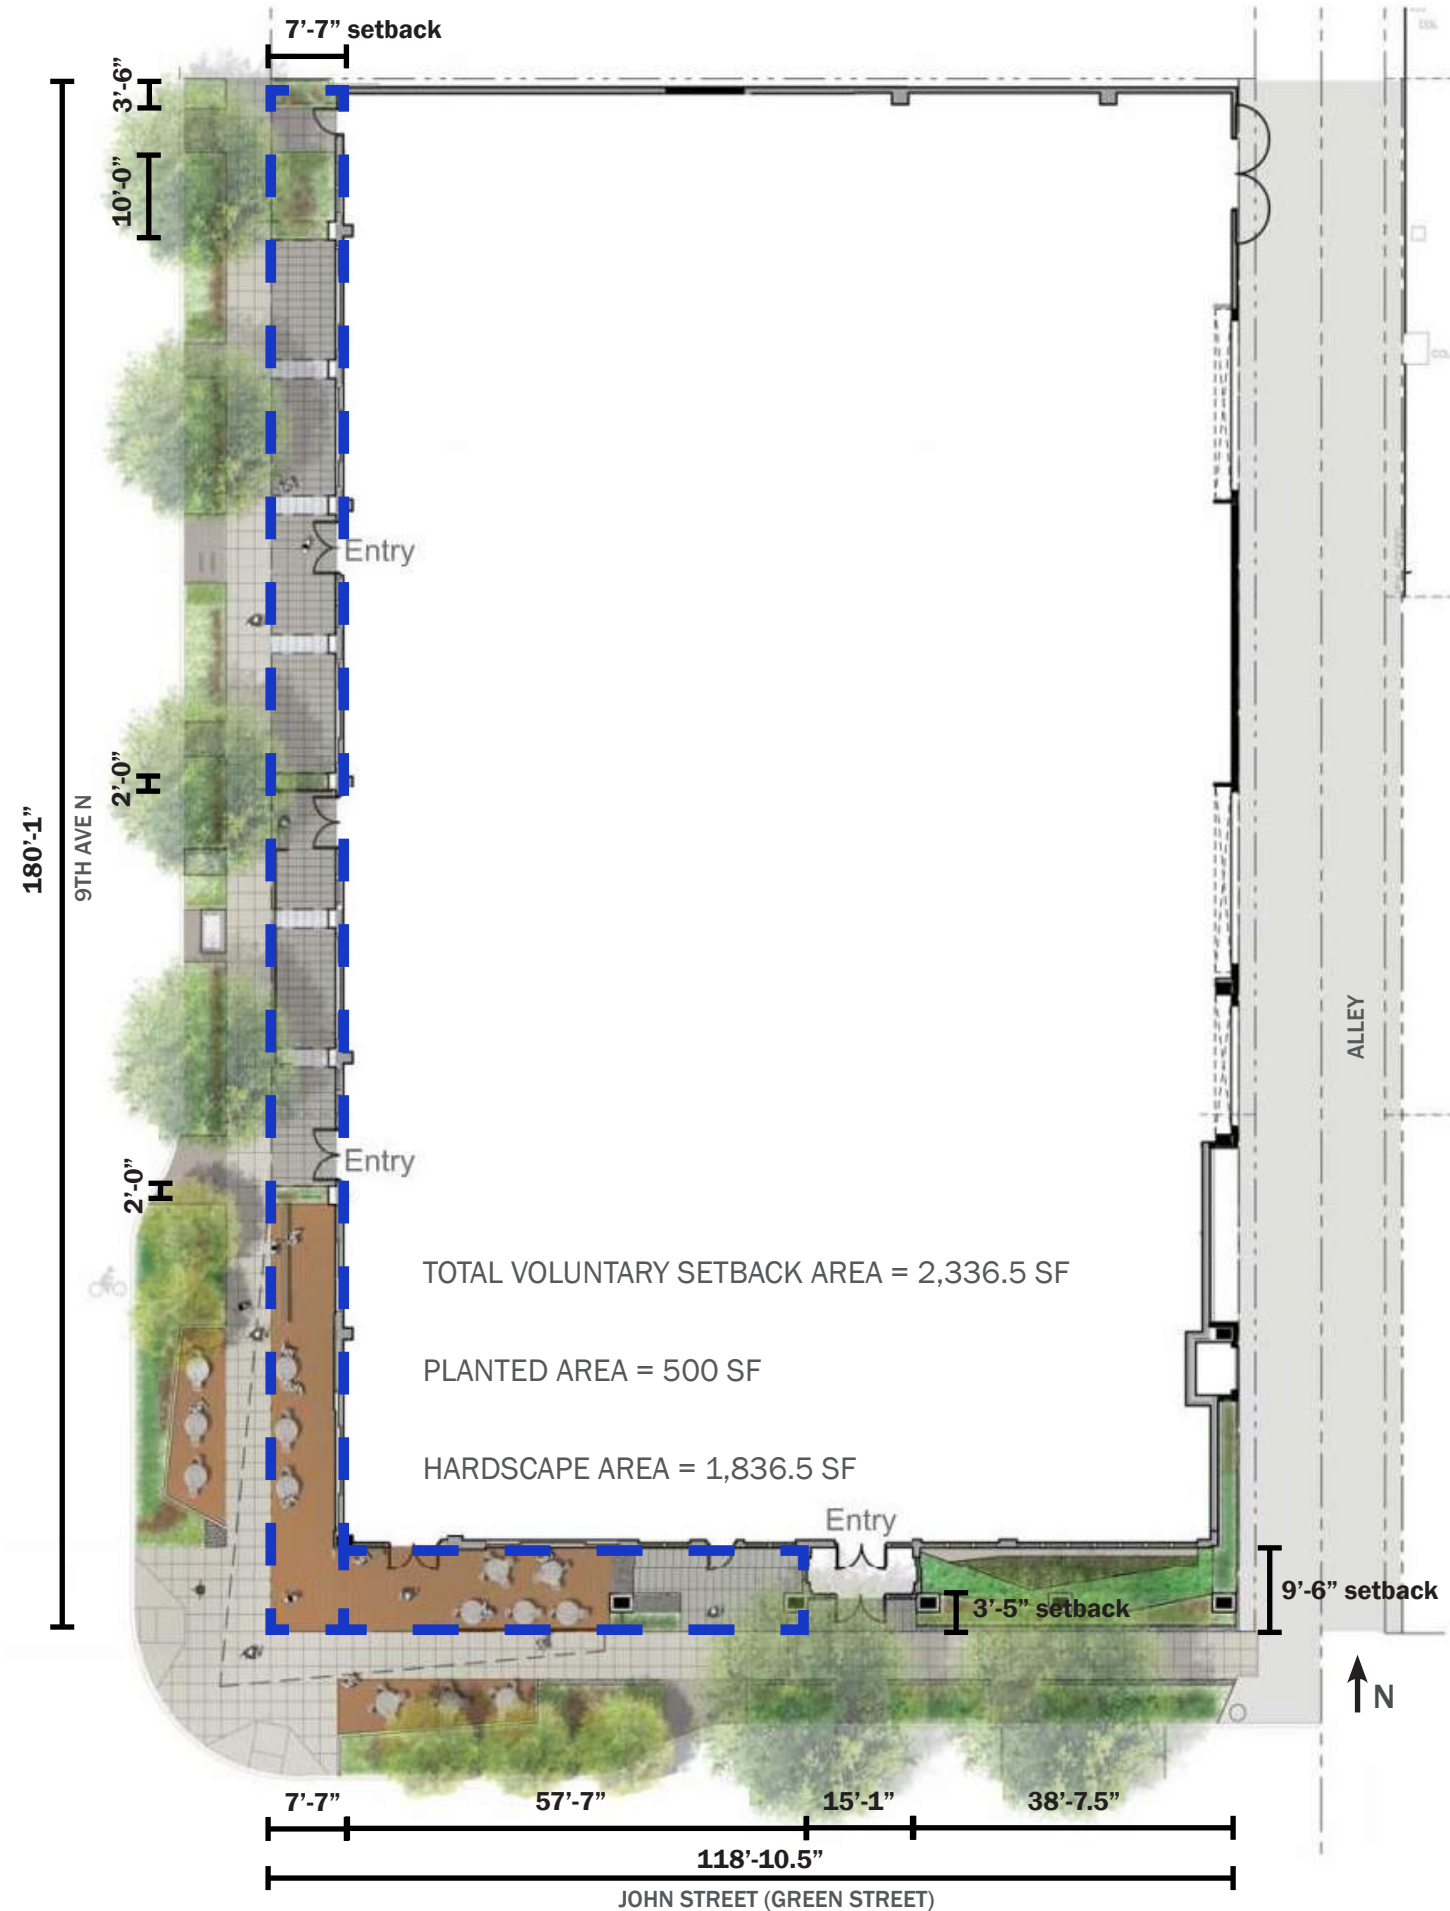 7’-7” setback
3’-6”
10’-0”
Entry
2’-0”
180’-1”
9TH AVE N
ALLEY
Entry
2’-0”
TOTAL VOLUNTARY SETBACK AREA = 2,336.5 SF
PLANTED AREA = 500 SF
HARDSCAPE AREA = 1,836.5 SF
Entry
9’-6” setback
3’-5” setback
N
7’-7” 57’-7” 15’-1” 38’-7.5”
118’-10.5”
JOHN STREET (GREEN STREET)